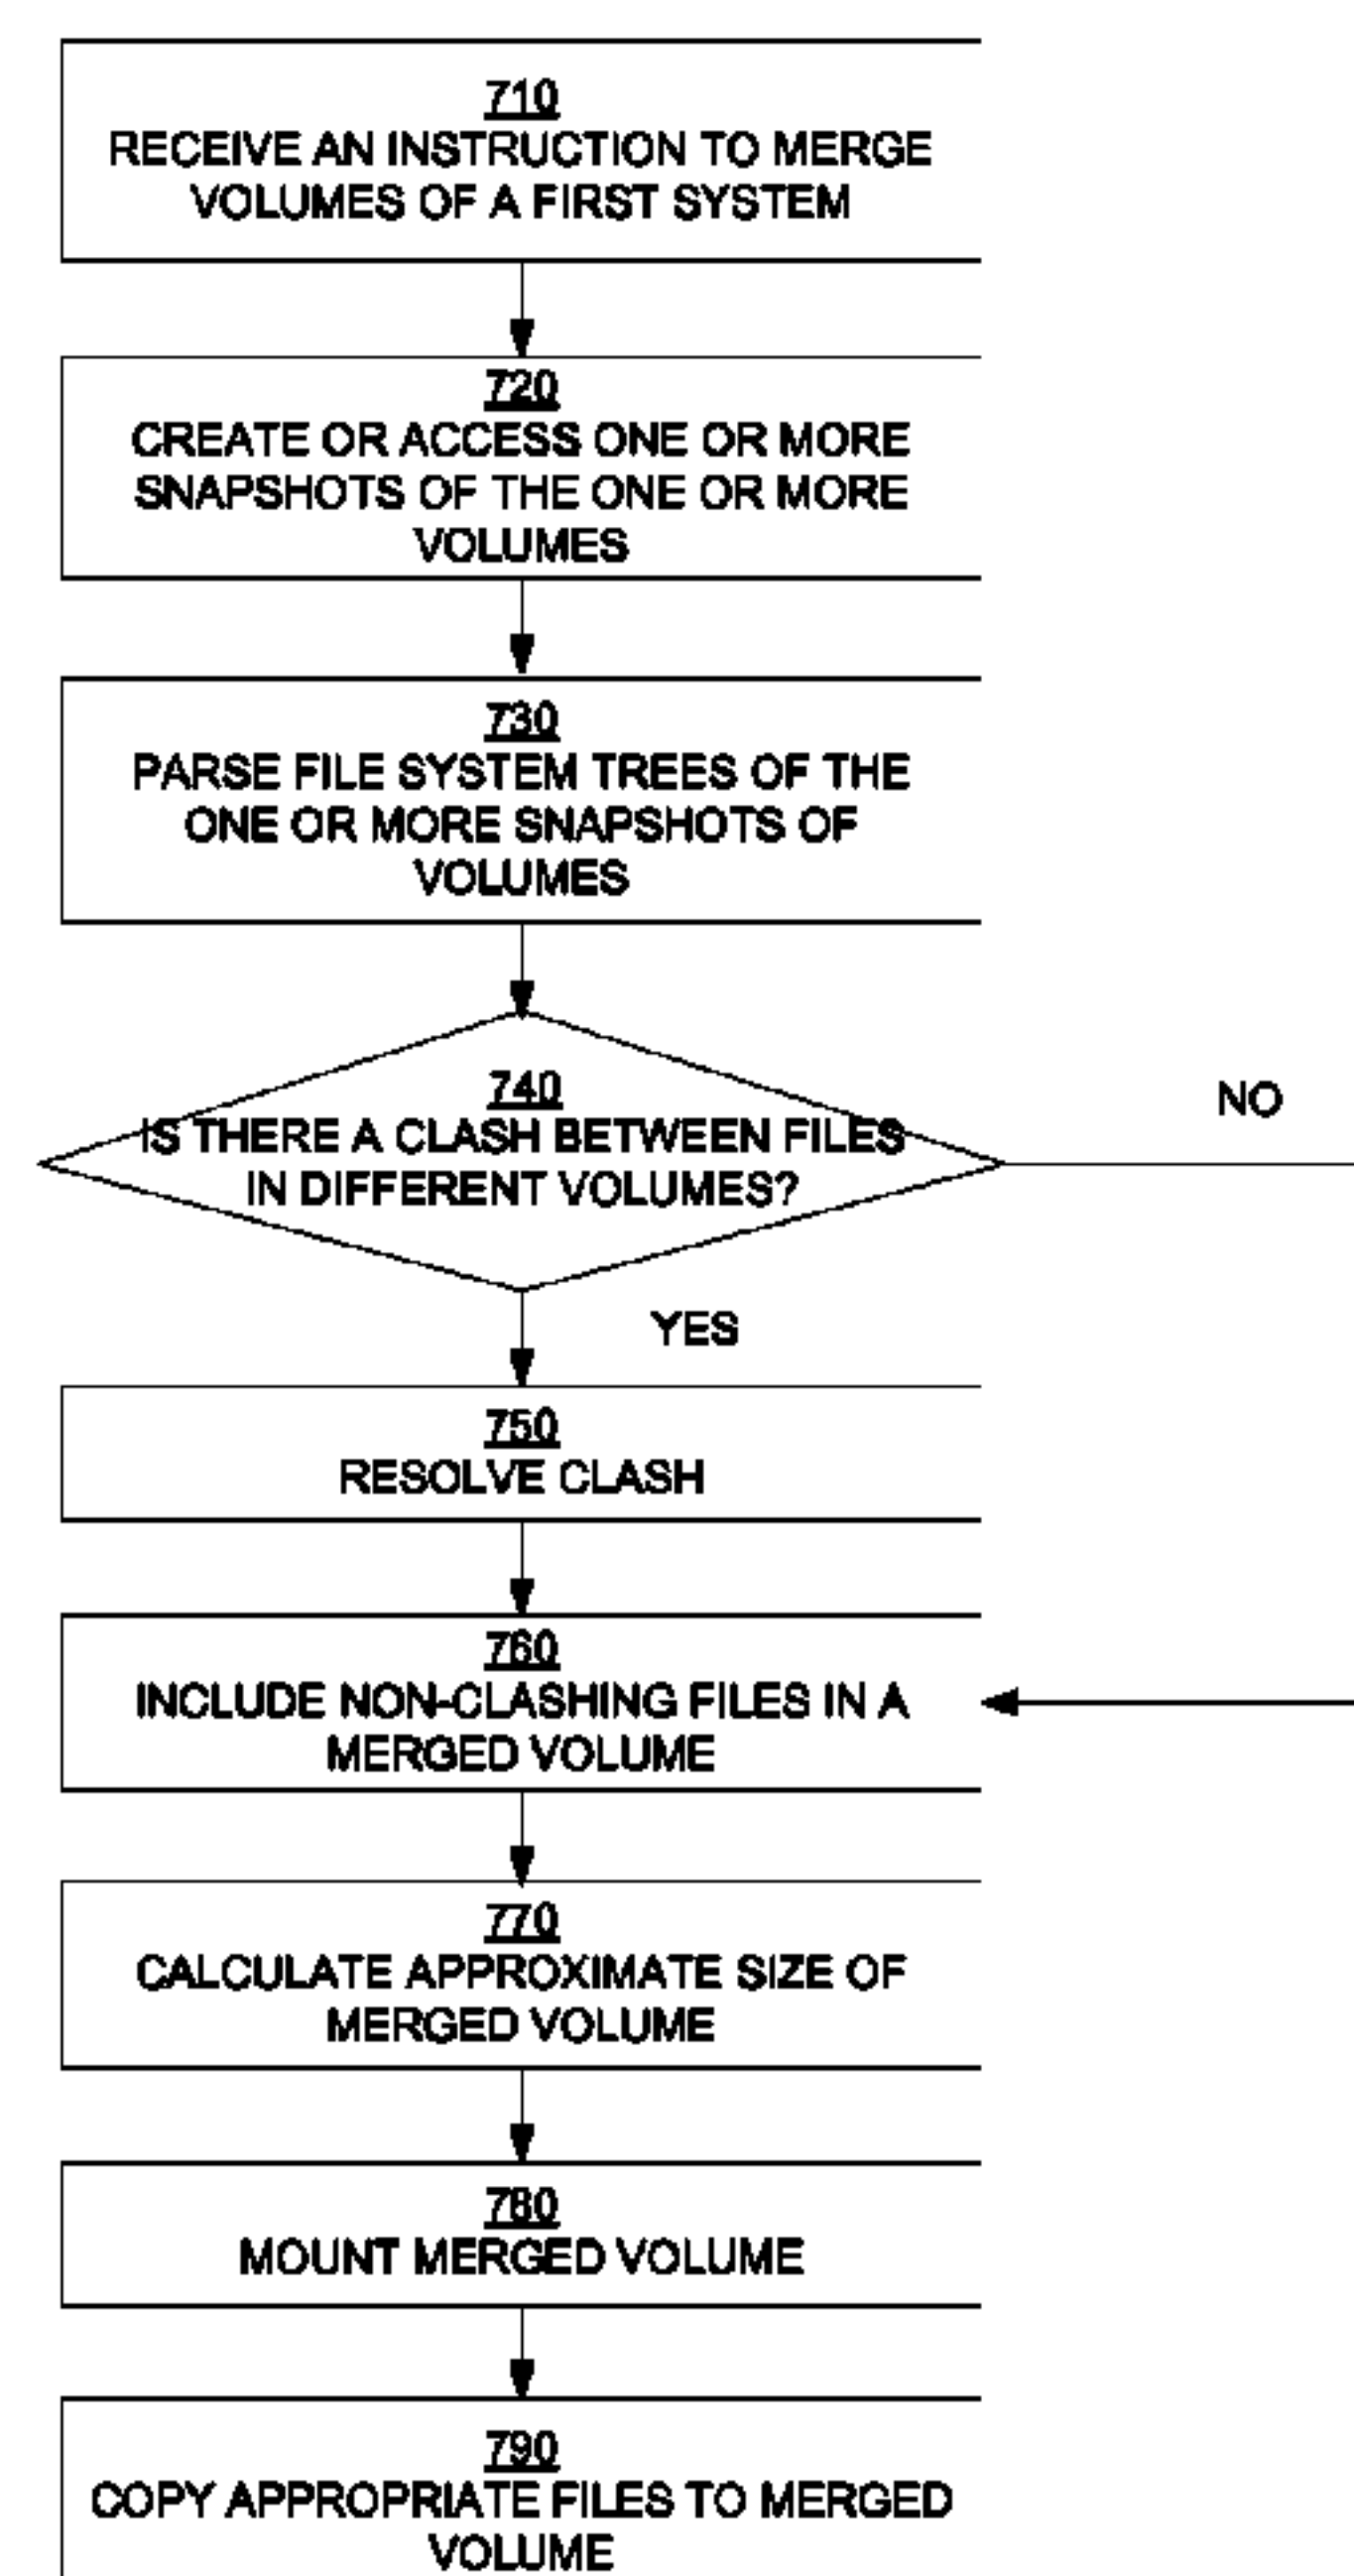 710
RECEIVE AN INSTRUCTION TO MERGE
VOLUMES OF A FIRST SYSTEM
720
CREATE OR ACCESS ONE OR MORE
SNAPSHOTS OF THE ONE OR MORE
VOLUMES
730
PARSE FILE SYSTEM TREES OF THE
ONE OR MORE SNAPSHOTS OF
VOLUMES
740
IS THERE A CLASH BETWEEN FILES
IN DIFFERENT VOLUMES?
NO
YES
750
RESOLVE CLASH
760
INCLUDE NON-CLASHING FILES IN A
MERGED VOLUME
770
CALCULATE APPROXIMATE SIZE OF
MERGED VOLUME
780
MOUNT MERGED VOLUME
790
COPY APPROPRIATE FILES TO MERGED
VOLUME